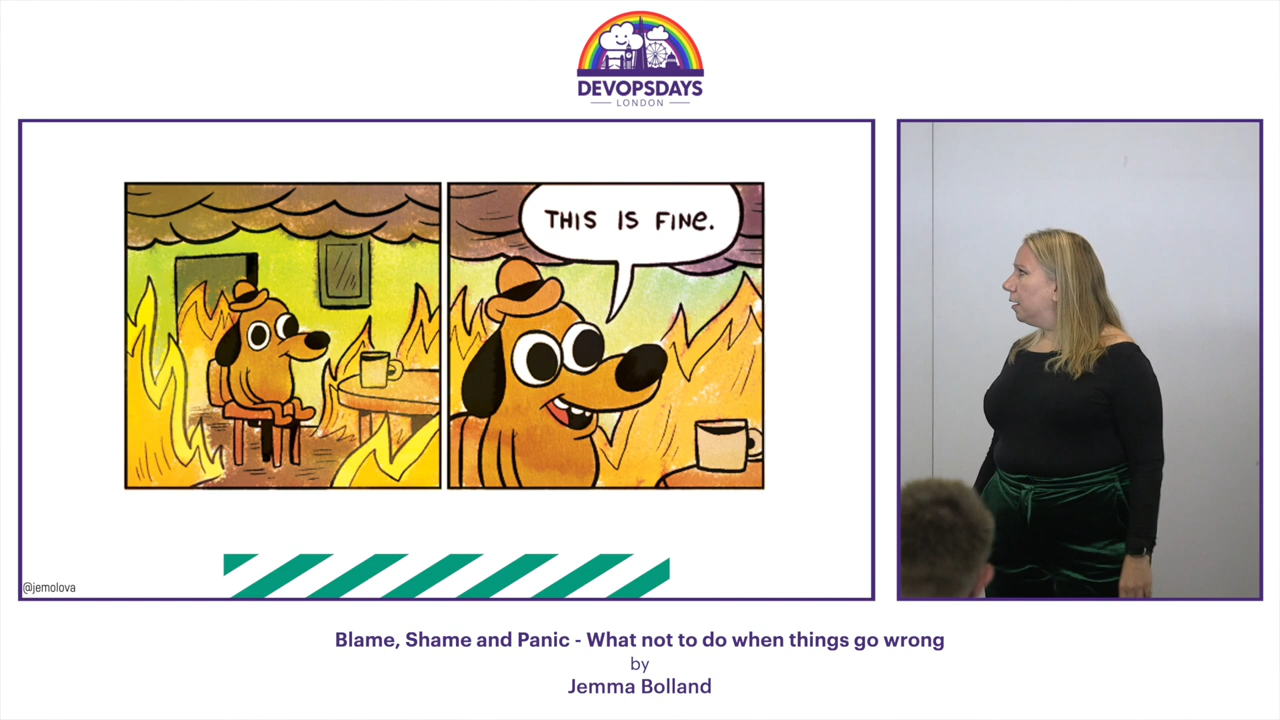 DEVOPSDAYS
LONDON
THIS IS FINE.
@jemolova
Blame, Shame and Panic - What not to do when things go wrong
by
Jemma Bolland